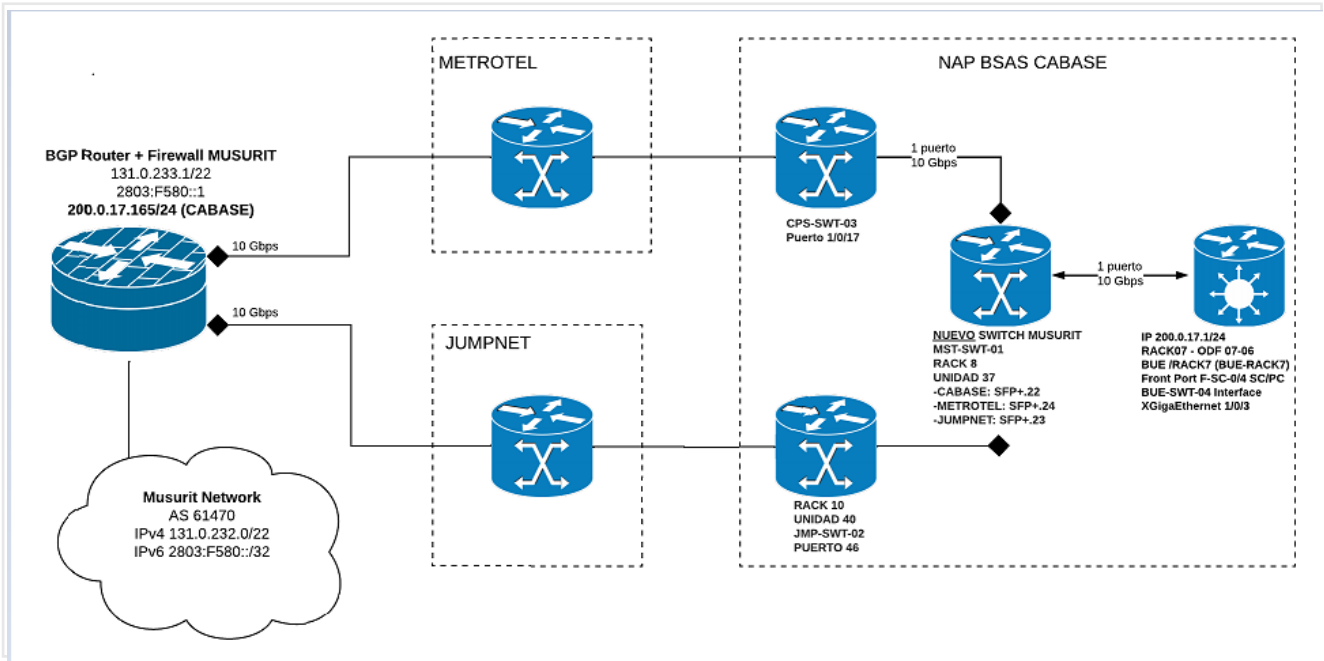 METROTEL
NAP BSAS CABASE
BGP Router + Firewall MUSURIT
131.0.233.1/22
2803:F580::1
200.0.17.165/24 (CABASE)
10 Gbps
10 Gbps
CPS-SWT-03
Puerto 1/0/17
1 puerto
10 Gbps
1 puerto
10 Gbps
NUEVO SWITCH MUSURIT
MST-SWT-01
RACK 8
UNIDAD 37
-CABASE: SFP+.22
-METROTEL: SFP+.24
-JUMPNET: SFP+.23
IP 200.0.17.1/24
RACK07 - ODF 07-06
BUE /RACK7 (BUE-RACK7)
Front Port F-SC-0/4 SC/PC
BUE-SWT-04 Interface
XGigaEthernet 1/0/3
JUMPNET
RACK 10
UNIDAD 40
JMP-SWT-02
PUERTO 46
Musurit Network
AS 61470
IPv4 131.0.232.0/22
IPv6 2803:F580::/32